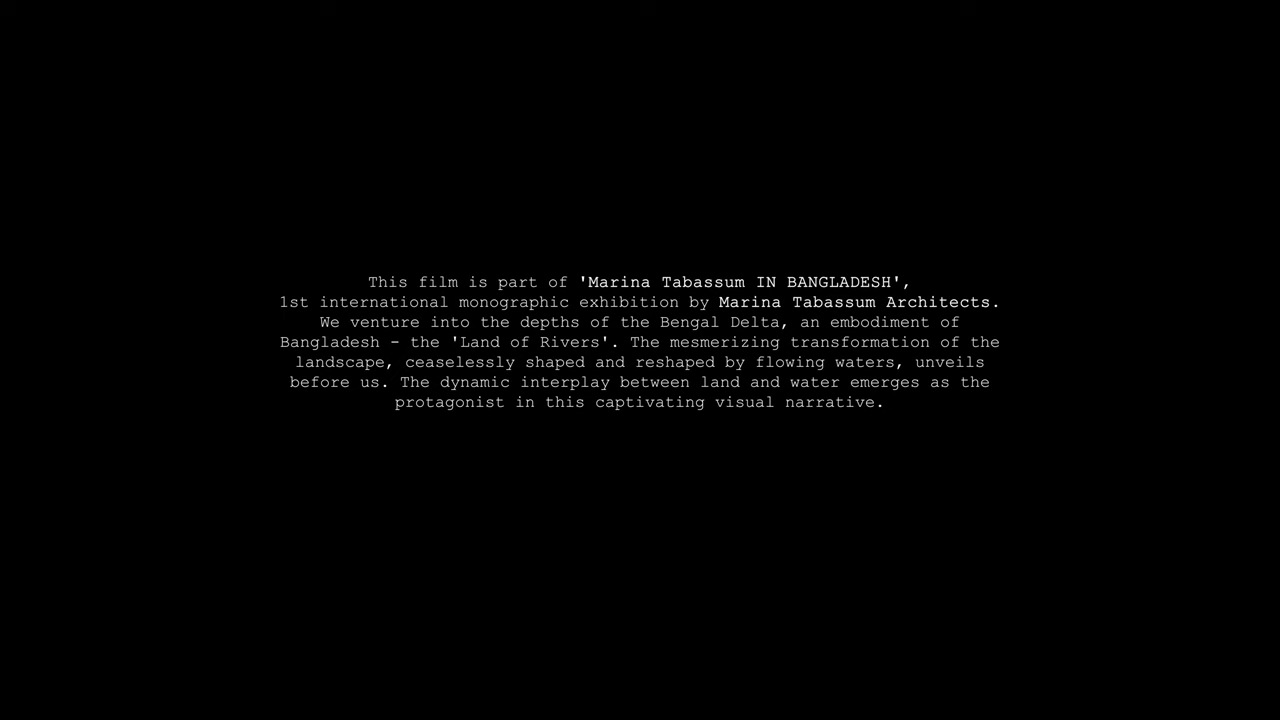 This film is part of 'Marina Tabassum IN BANGLADESH',
1st international monographic exhibition by Marina Tabassum Architects.
We venture into the depths of the Bengal Delta, an embodiment of
Bangladesh - the 'Land of Rivers'. The mesmerizing transformation of the
landscape, ceaselessly shaped and reshaped by flowing waters, unveils
before us. The dynamic interplay between land and water emerges as the
protagonist in this captivating visual narrative.